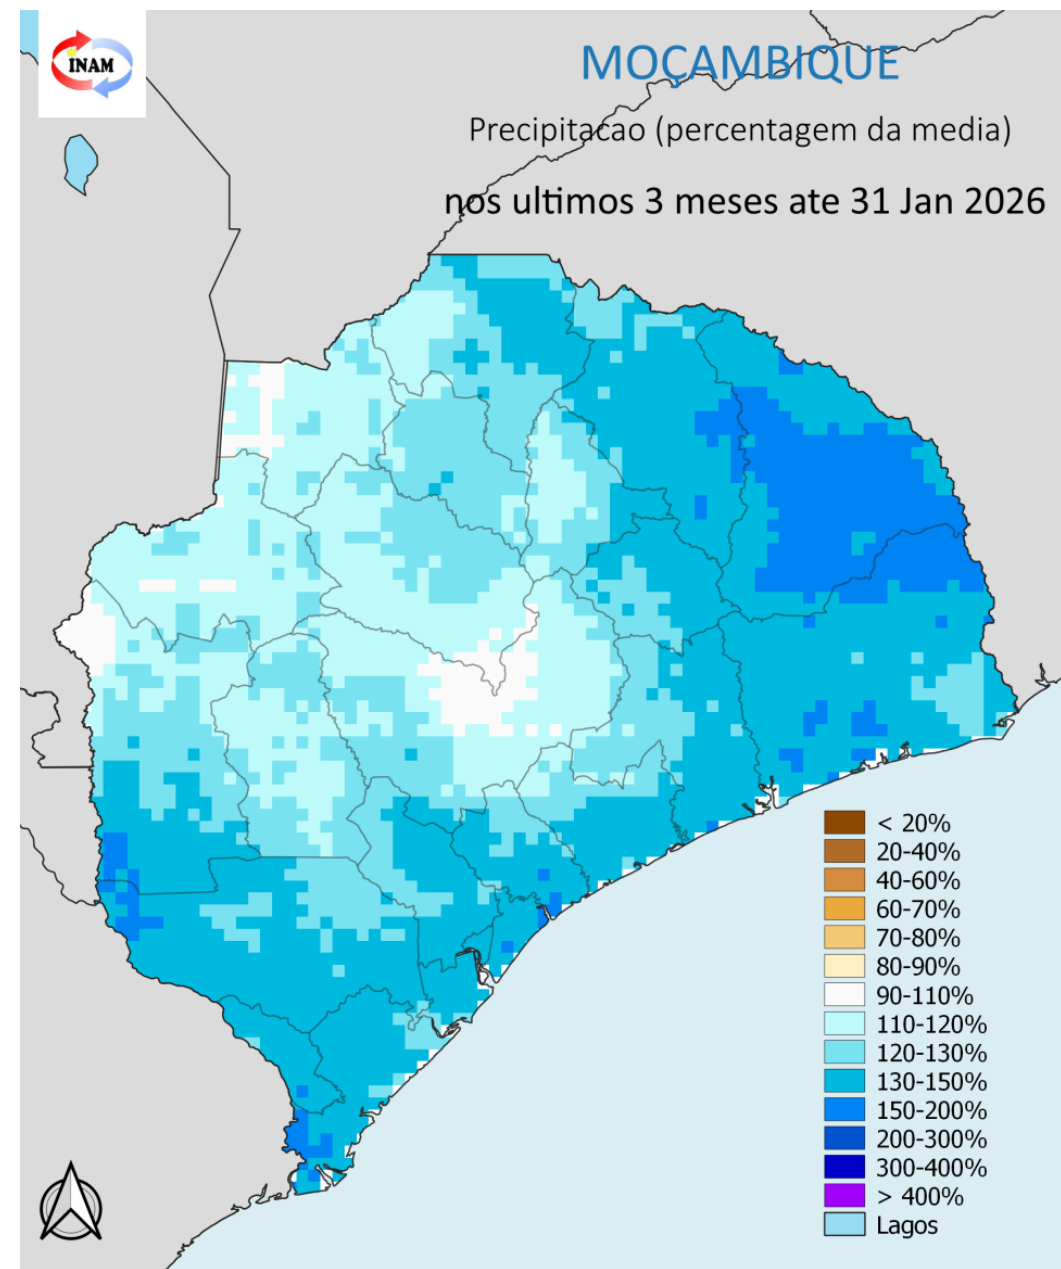 INAM
MOÇAMBIQUE
Precipitacao (percentagem da media)
nos ultimos 3 meses ate 31 Jan 2026
< 20%
20-40%
40-60%
60-70%
70-80%
80-90%
90-110%
110-120%
120-130%
130-150%
150-200%
200-300%
300-400%
> 400%
Lagos